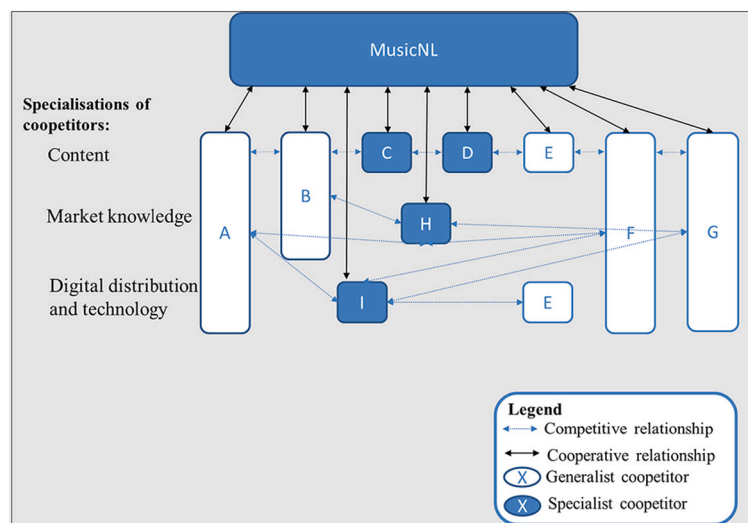 MusicNL
Specialisations of
coopetitors:
Content
C
D
E
B
Market knowledge
H
A
F
G
Digital distribution
and technology
I
E
Legend
Competitive relationship
Cooperative relationship
X
Generalist coopetitor
X
Specialist coopetitor